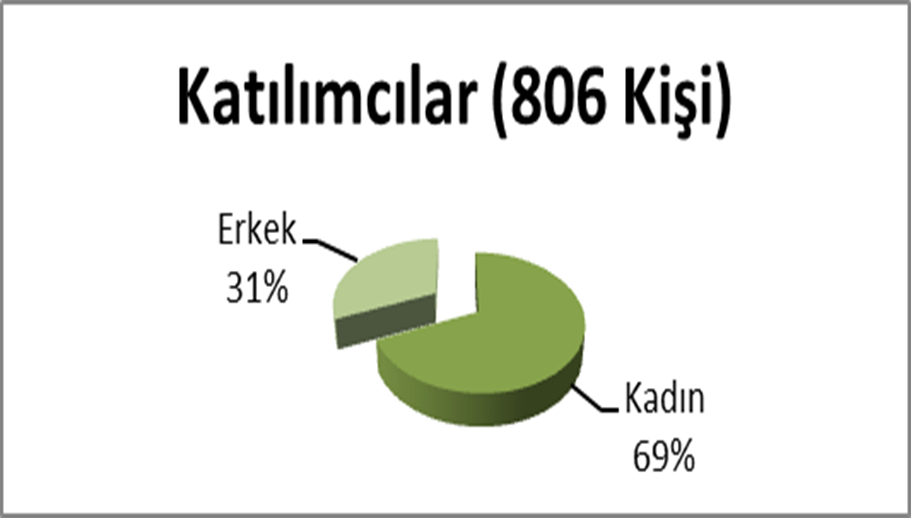 Katılımcılar (806 Kişi)
Erkek
31%
Kadın
69%